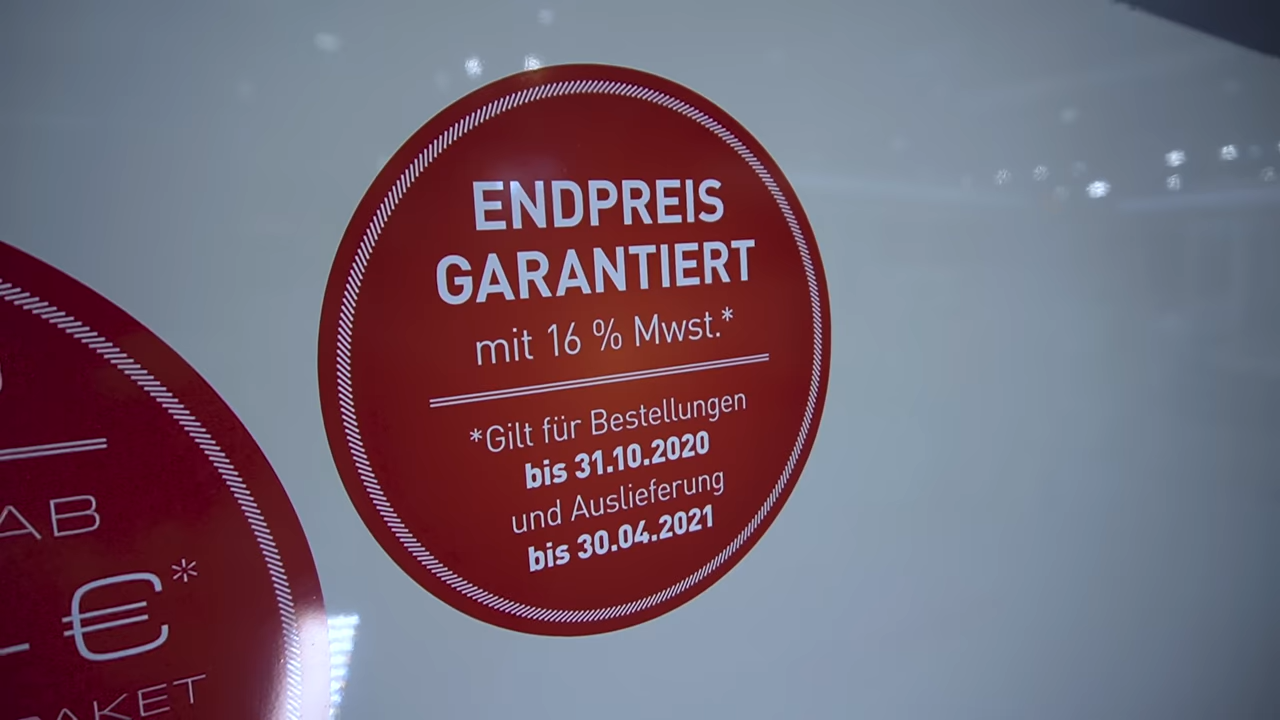 ENDPREIS
GARANTIERT
mit 16 % Mwst.*
*Gilt für Bestellungen
bis 31.10.2020
und Auslieferung
bis 30.04.2021
AB
- €*